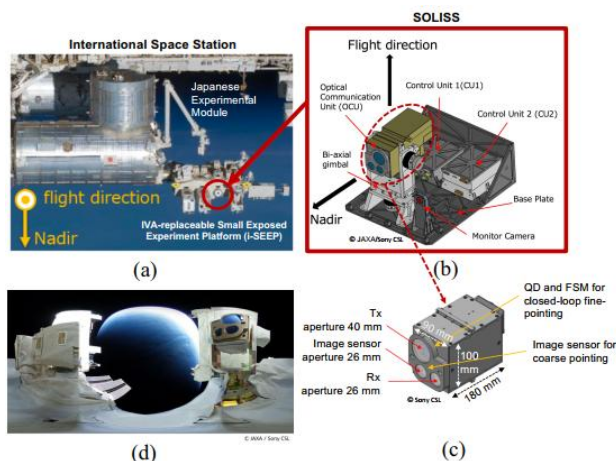 SOLISS
International Space Station
Japanese
Experimental
Module
flight direction
Nadir
IVA-replaceable Small Exposed
Experiment Platform (i-SEEP)
(a)
Flight direction
Optical
Communication
Unit (OCU)
Control Unit 1(CU1)
Control Unit 2 (CU2)
Bi-axial
gimbal
Nadir
Base Plate
Monitor Camera
© JAXA/Sony CSL
(b)
© JAXA / Sony CSL
(d)
QD and FSM for
closed-loop fine-
pointing
Tx
aperture 40 mm
Image sensor
aperture 26 mm
Rx
aperture 26 mm
Image sensor for
coarse pointing
90 mm
100
mm
180 mm
© Sony CSL
(c)